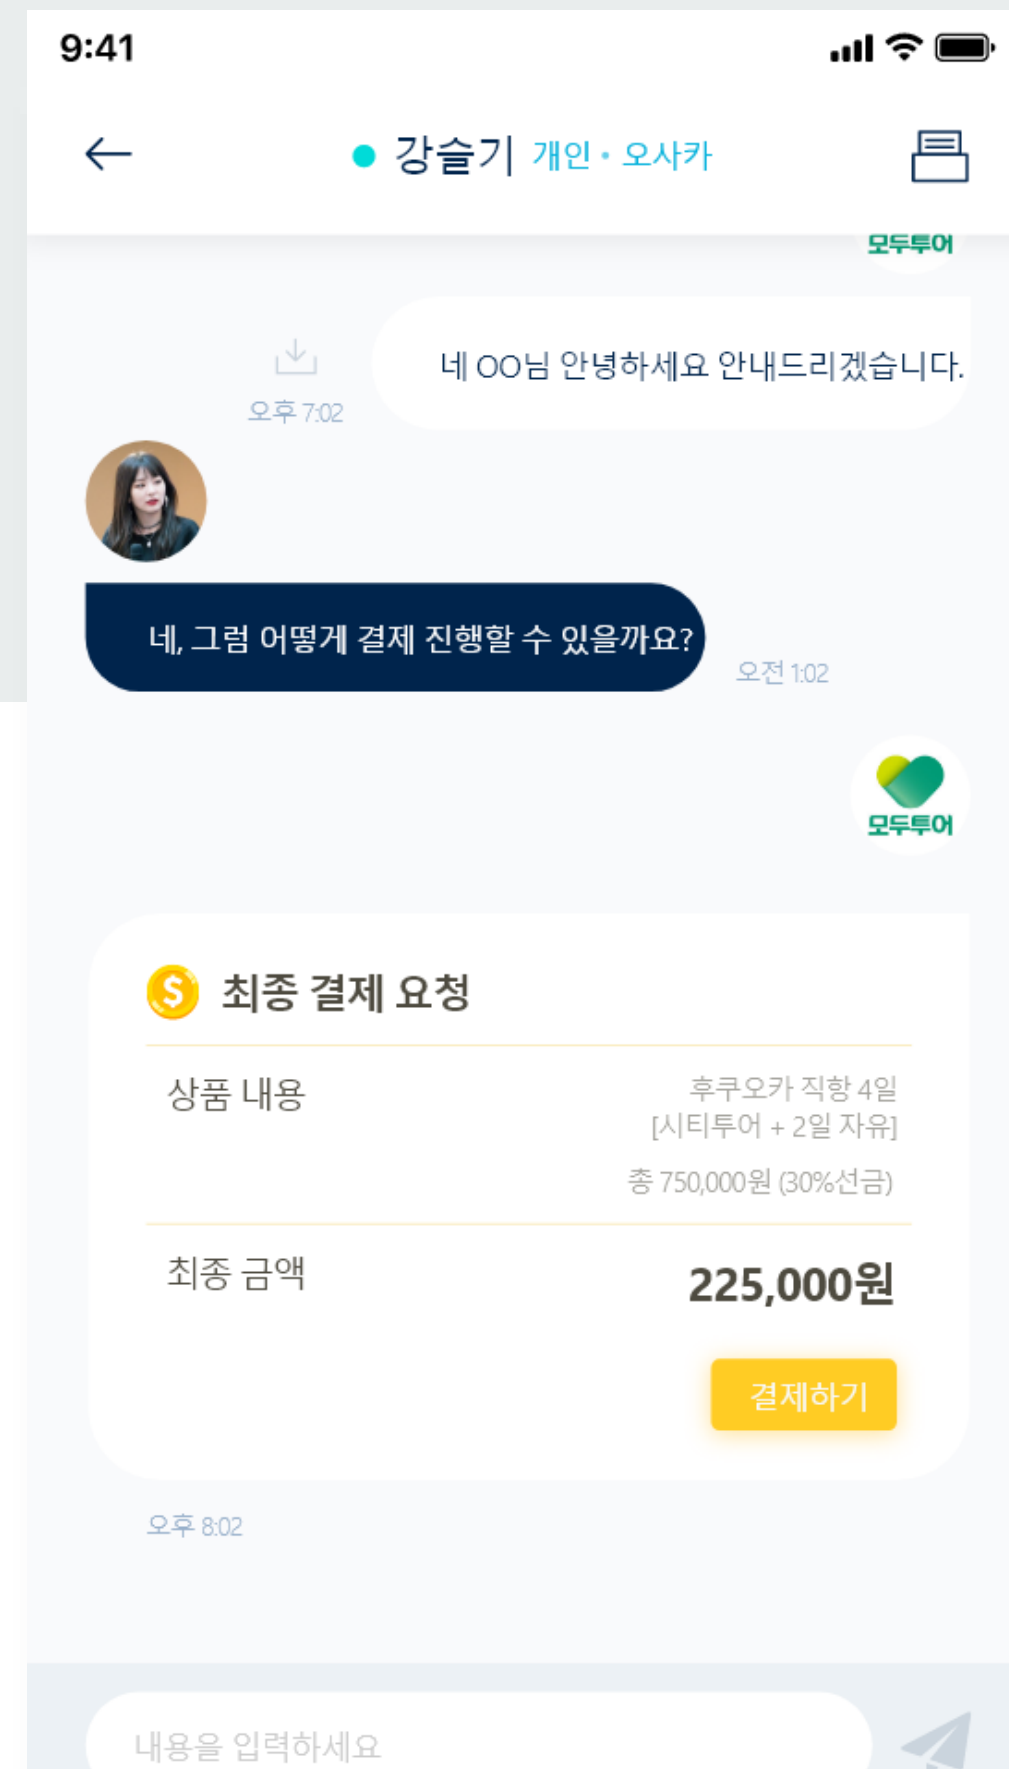 9:41
강슬기 개인 • 오사카
모두투어
네 OO님 안녕하세요 안내드리겠습니다.
오후 7:02
네, 그럼 어떻게 결제 진행할 수 있을까요?
오전 1:02
모두투어
최종 결제 요청
상품 내용
후쿠오카 직항 4일
[시티투어 + 2일 자유]
총 750,000원 (30%선금)
최종 금액
225,000원
결제하기
오후 8:02
내용을 입력하세요